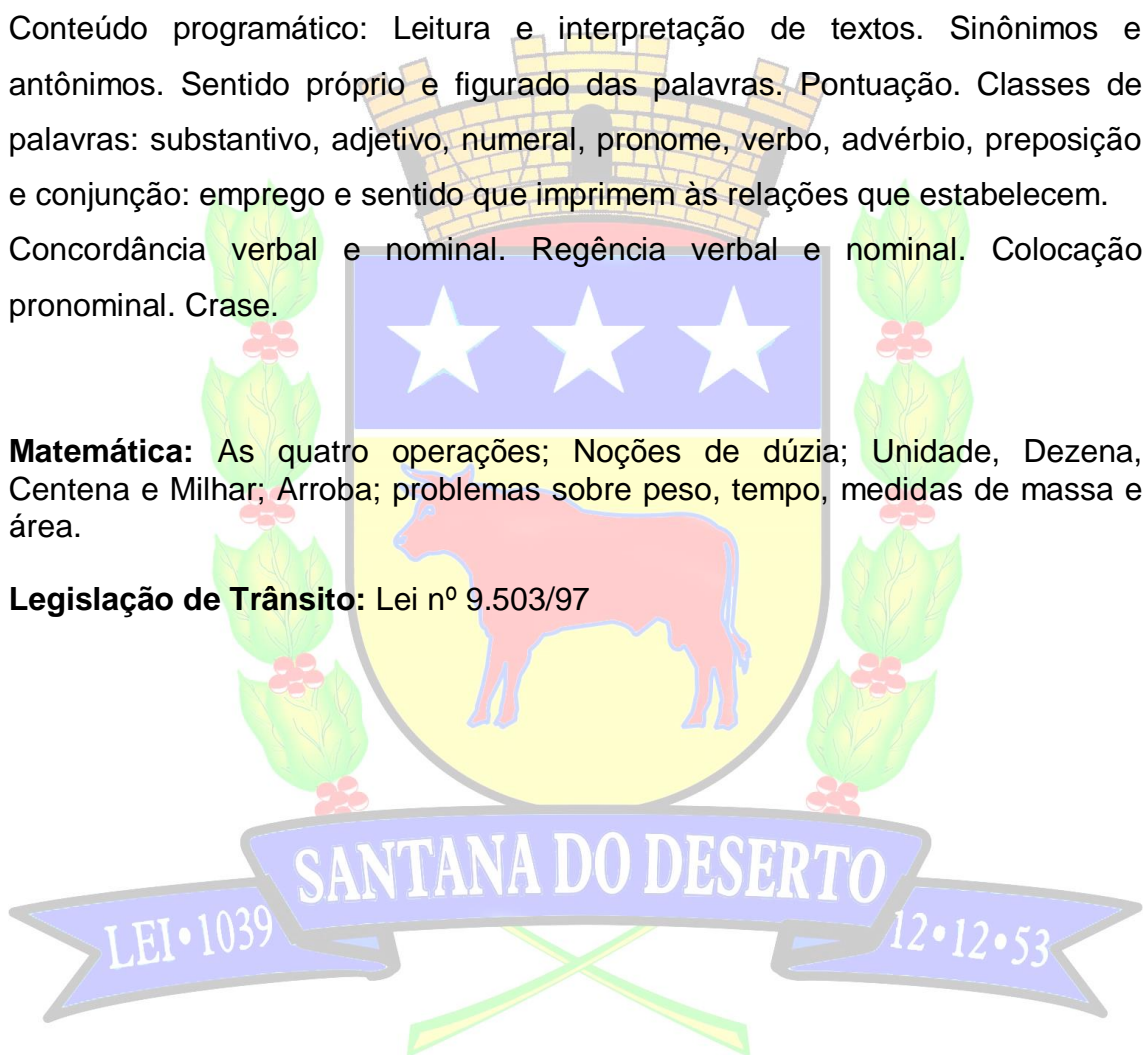 Conteúdo programático: Leitura e interpretação de textos. Sinônimos e
antônimos. Sentido próprio e figurado das palavras. Pontuação. Classes de
palavras: substantivo, adjetivo, numeral, pronome, verbo, advérbio, preposição
e conjunção: emprego e sentido que imprimem às relações que estabelecem.
Concordância verbal e nominal. Regência verbal e nominal. Colocação
pronominal. Crase.
Matemática: As quatro operações; Noções de dúzia; Unidade, Dezena,
Centena e Milhar; Arroba; problemas sobre peso, tempo, medidas de massa e
área.
Legislação de Trânsito: Lei nº 9.503/97
SANTANA DO DESERTO
LEI•1039
12•12•53